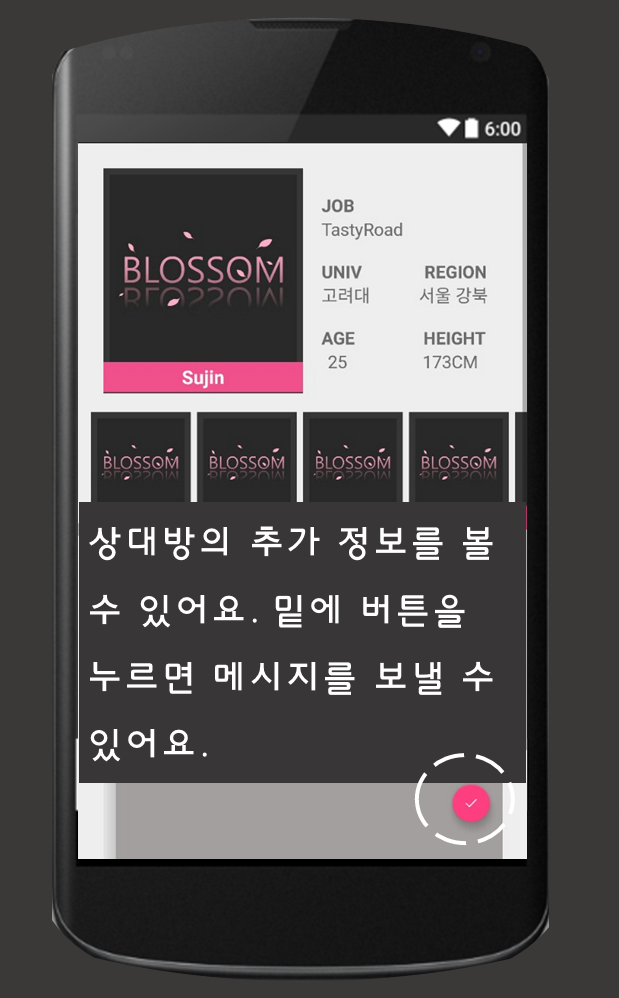 6:00
BLOSSOM
Sujin
JOB
TastyRoad
UNIV REGION
고려대 서울 강북
AGE HEIGHT
25 173CM
BLOSSOM BLOSSOM BLOSSOM BLOSSOM
상대방의 추가 정보를 볼
수 있어요. 밑에 버튼을
누르면 메시지를 보낼 수
있어요.